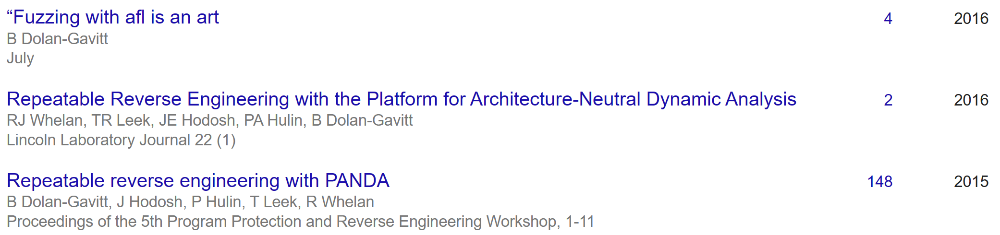 “Fuzzing with afl is an art 4 2016
B Dolan-Gavitt
July
Repeatable Reverse Engineering with the Platform for Architecture-Neutral Dynamic Analysis 2 2016
RJ Whelan, TR Leek, JE Hodosh, PA Hulin, B Dolan-Gavitt
Lincoln Laboratory Journal 22 (1)
Repeatable reverse engineering with PANDA 148 2015
B Dolan-Gavitt, J Hodosh, P Hulin, T Leek, R Whelan
Proceedings of the 5th Program Protection and Reverse Engineering Workshop, 1-11